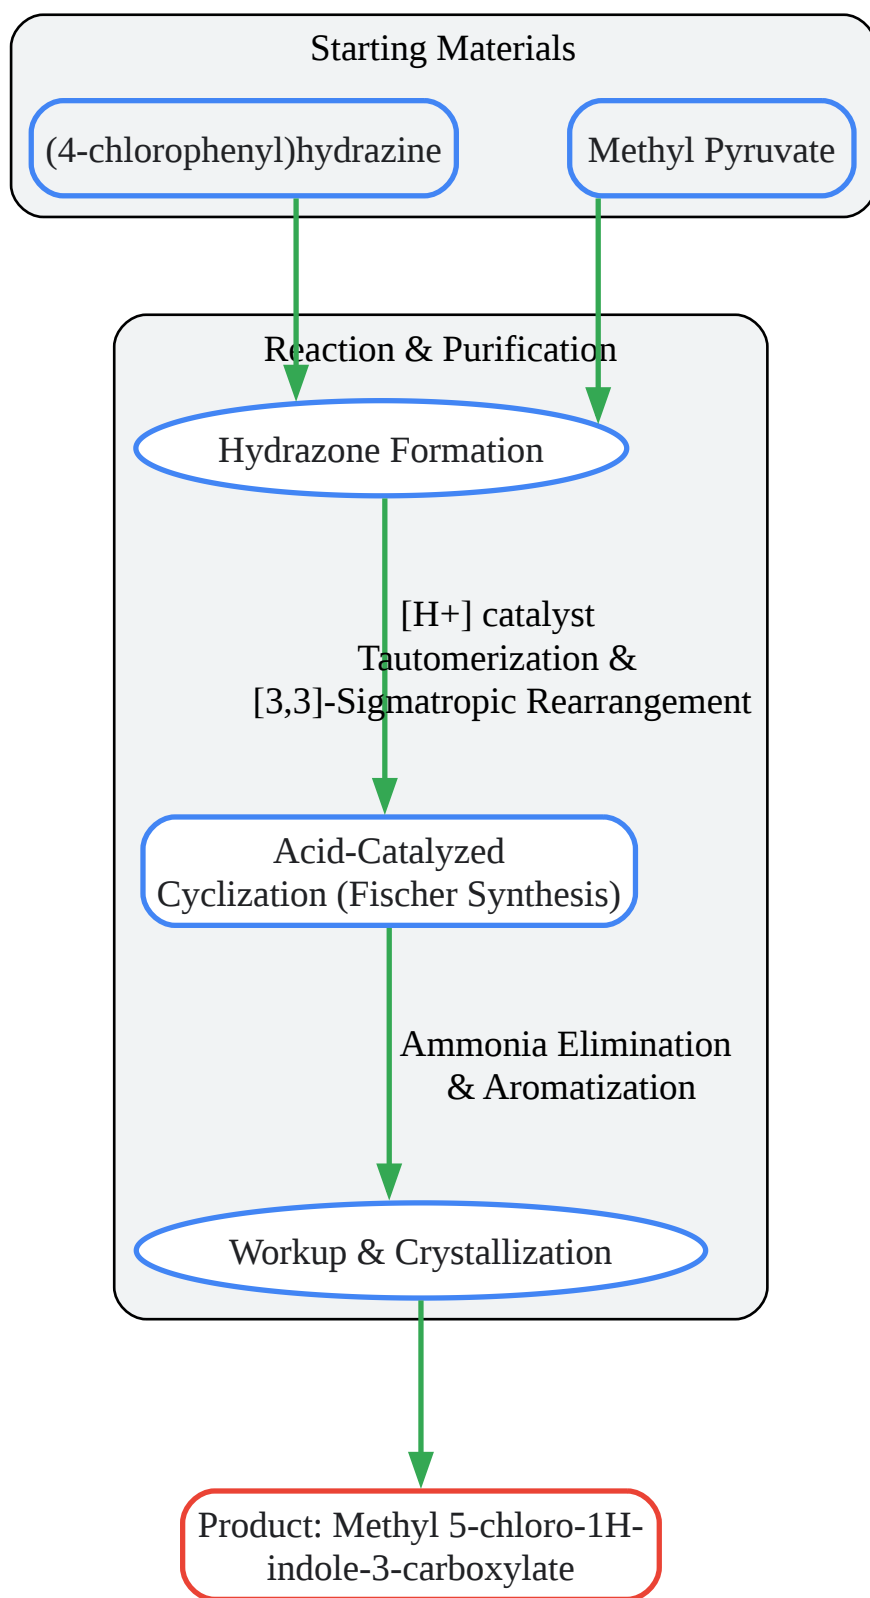 Starting Materials
(4-chlorophenyl)hydrazine
Methyl Pyruvate
Reaction & Purification
Hydrazone Formation
[H+] catalyst
Tautomerization &
[3,3]-Sigmatropic Rearrangement
Acid-Catalyzed
Cyclization (Fischer Synthesis)
Ammonia Elimination
& Aromatization
Workup & Crystallization
Product: Methyl 5-chloro-1H-
indole-3-carboxylate